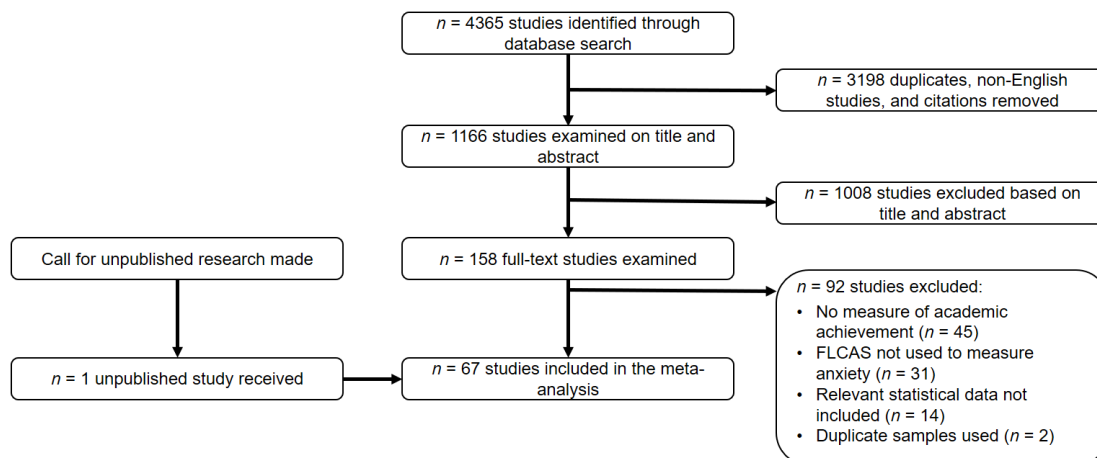 n = 4365 studies identified through
database search
n = 3198 duplicates, non-English
studies, and citations removed
n = 1166 studies examined on title and
abstract
n = 1008 studies excluded based on
title and abstract
Call for unpublished research made
n = 158 full-text studies examined
n = 92 studies excluded:
• No measure of academic
achievement (n = 45)
• FLCAS not used to measure
anxiety (n = 31)
• Relevant statistical data not
included (n = 14)
• Duplicate samples used (n = 2)
n = 1 unpublished study received
n = 67 studies included in the meta-
analysis